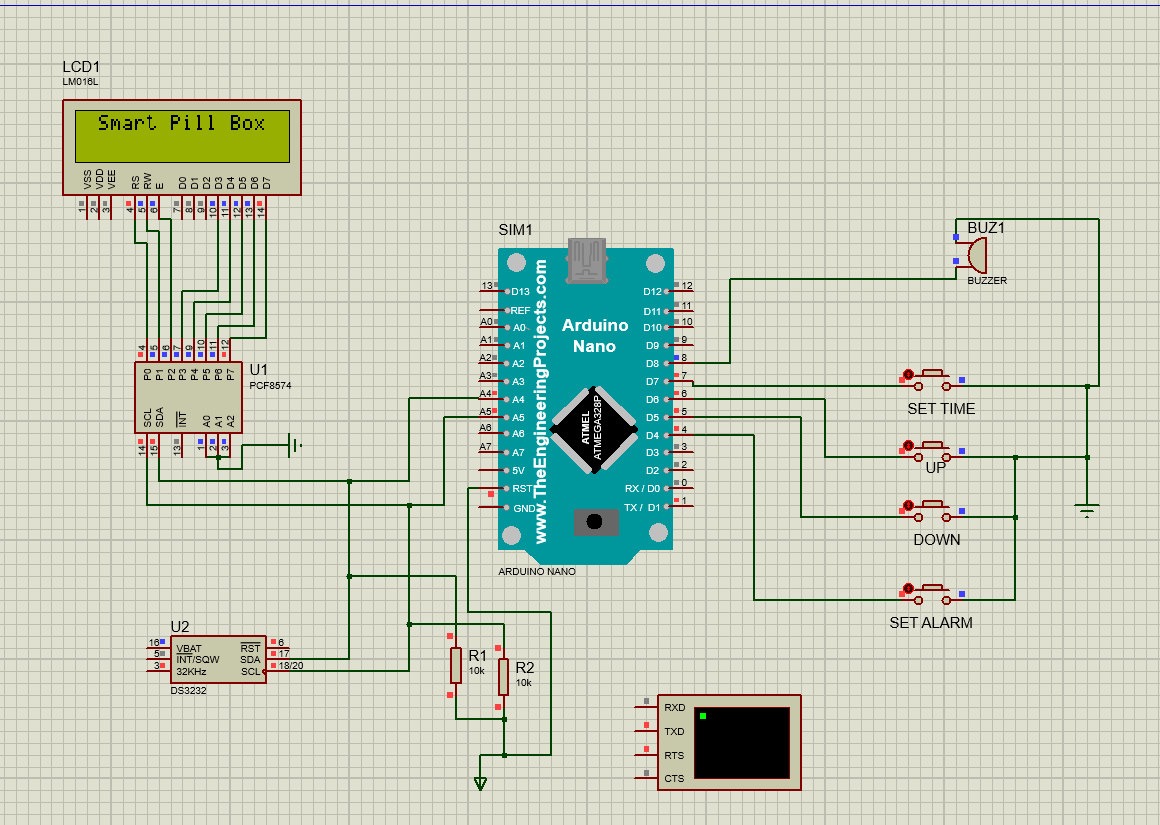 LCD1
LM016L
Smart Pill Box
VSS VDD VEE RS RW E D0 D1 D2 D3 D4 D5 D6 D7
1 2 3 4 5 6 7 8 9 10 11 12 13 14
4 5 6 7 9 10 11 12
P0 P1 P2 P3 P4 P5 P6 P7
U1
PCF8574
SCL SDA INT A0 A1 A2
14 15 13 1 2 3
SIM1
Arduino
Nano
www.TheEngineeringProjects.com
ATMEL
ATMEGA328P
13 D13
REF
A0 A0
A1 A1
A2 A2
A3 A3
A4 A4
A5 A5
A6 A6
A7 A7
5V
RST
GND
D12 12
D11 11
D10 10
D9 9
D8 8
D7 7
D6 6
D5 5
D4 4
D3 3
D2 2
RX / D0 0
TX / D1 1
ARDUINO NANO
BUZ1
BUZZER
SET TIME
UP
DOWN
SET ALARM
U2
16 VBAT RST 6
5 INT/SQW SDA 17
3 32KHz SCL 18/20
DS3232
R1
10k
R2
10k
RXD
TXD
RTS
CTS